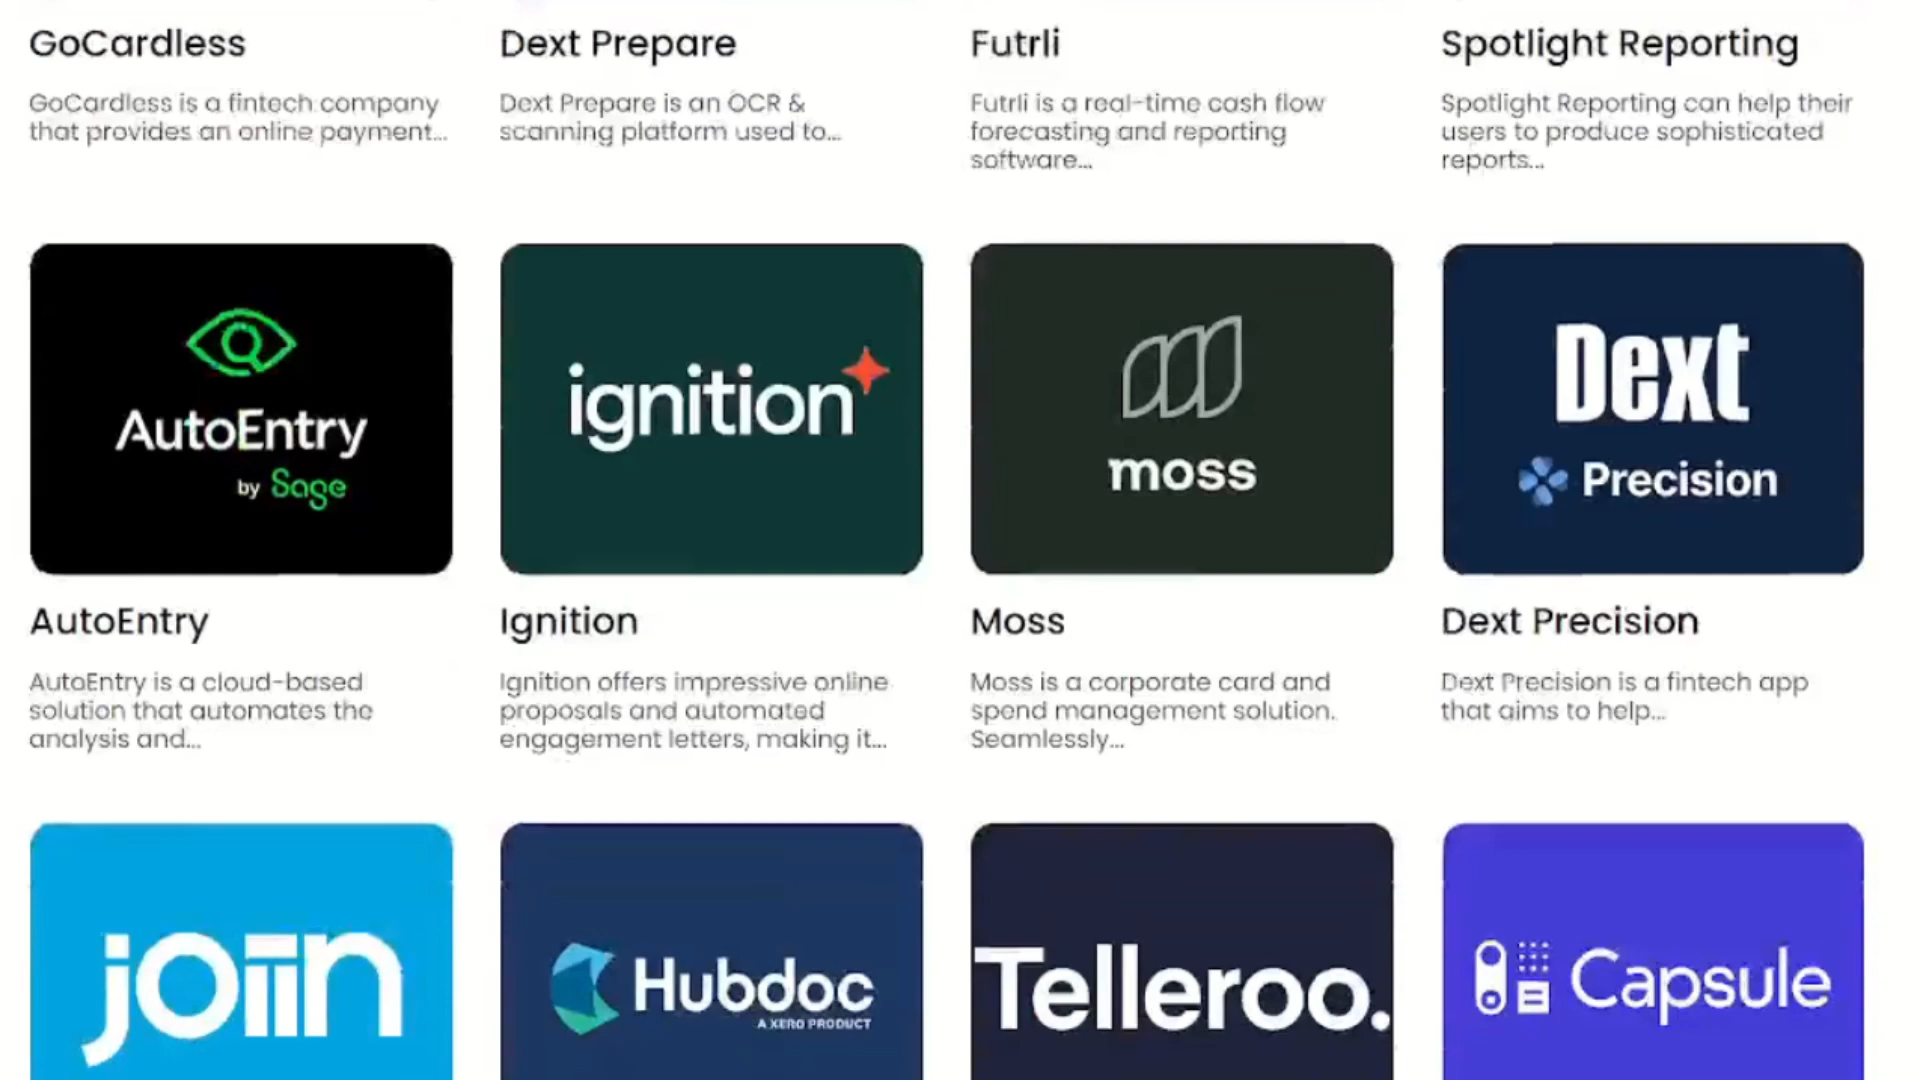 GoCardless
GoCardless is a fintech company
that provides an online payment...
Dext Prepare
Dext Prepare is an OCR &
scanning platform used to...
Futrli
Futrli is a real-time cash flow
forecasting and reporting
software...
Spotlight Reporting
Spotlight Reporting can help their
users to produce sophisticated
reports...
AutoEntry
by Sage
AutoEntry
AutoEntry is a cloud-based
solution that automates the
analysis and...
ignition
Ignition
Ignition offers impressive online
proposals and automated
engagement letters, making it...
moss
Moss
Moss is a corporate card and
spend management solution.
Seamlessly...
Dext
Precision
Dext Precision
Dext Precision is a fintech app
that aims to help...
joiin
Hubdoc
A XERO PRODUCT
Telleroo.
Capsule